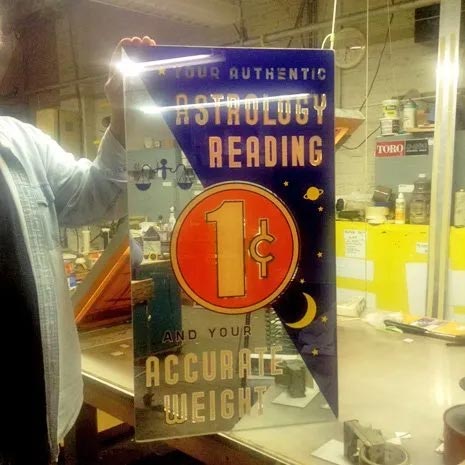 YOUR AUTHENTIC
ASTROLOGY
READING
1¢
AND YOUR
ACCURATE
WEIGHT
TORO